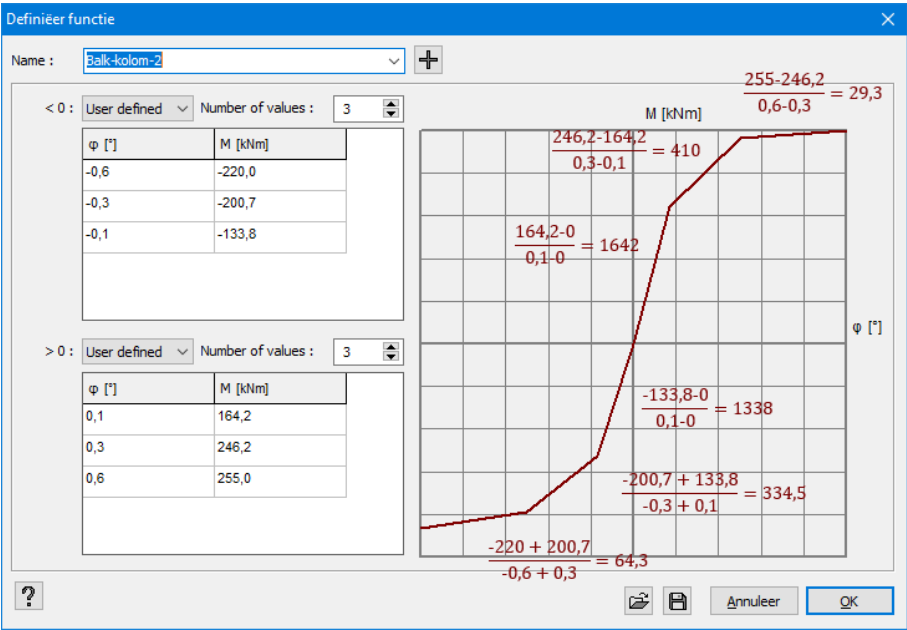 Definiëer functie
Name :
Balk-kolom-2
< 0 :
User defined
Number of values :
3
φ [°]
M [kNm]
-0,6
-220,0
-0,3
-200,7
-0,1
-133,8
> 0 :
User defined
Number of values :
3
φ [°]
M [kNm]
0,1
164,2
0,3
246,2
0,6
255,0
M [kNm]
255-246,2
0,6-0,3
= 29,3
246,2-164,2
0,3-0,1
= 410
164,2-0
0,1-0
= 1642
φ [°]
-133,8-0
0,1-0
= 1338
-200,7 + 133,8
-0,3 + 0,1
= 334,5
-220 + 200,7
-0,6 + 0,3
= 64,3
?
Annuleer
OK